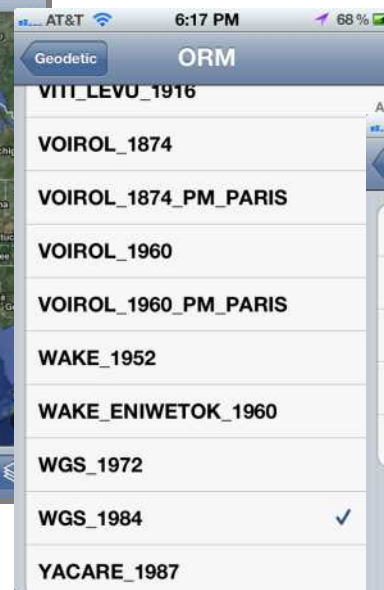 AT&T 6:17 PM 68 %
Geodetic ORM
VITI_LEVU_1916
VOIROL_1874
VOIROL_1874_PM_PARIS
VOIROL_1960
VOIROL_1960_PM_PARIS
WAKE_1952
WAKE_ENIWETOK_1960
WGS_1972
WGS_1984
YACARE_1987